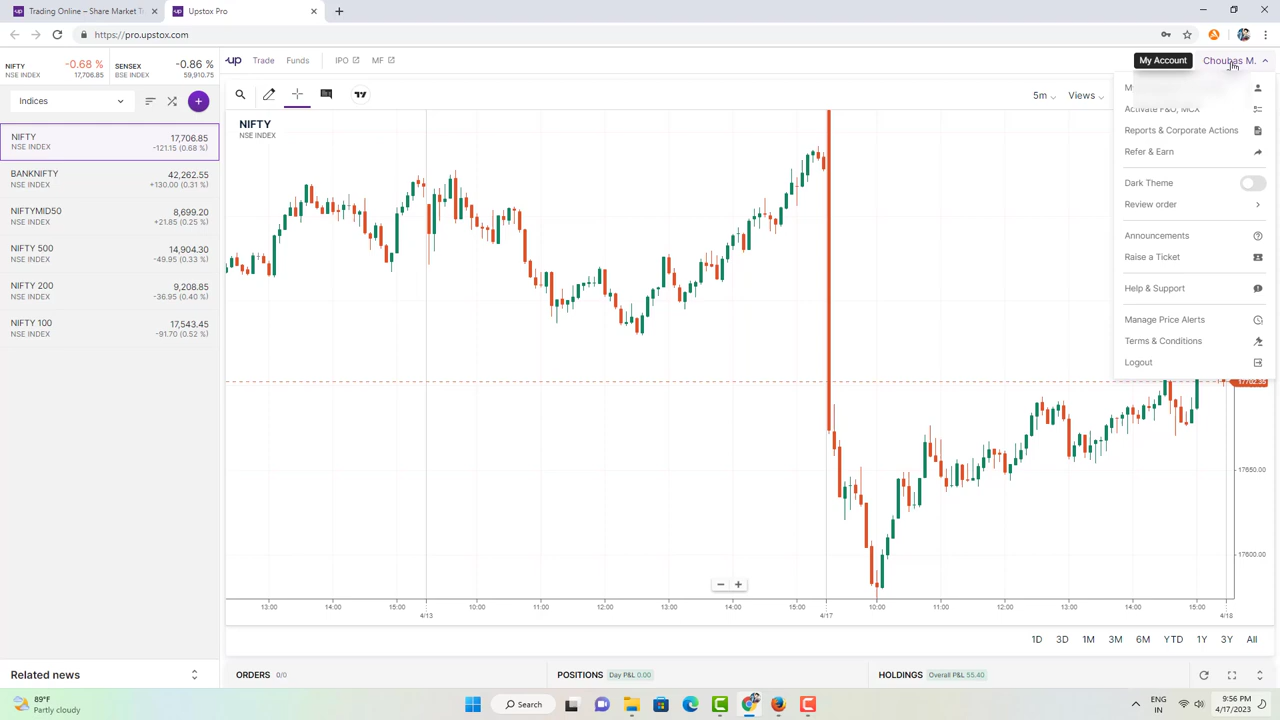 Trading Online – Share Market T
Upstox Pro
https://pro.upstox.com
NIFTY -0.68 %
NSE INDEX 17,706.85
SENSEX -0.86 %
BSE INDEX 59,910.75
up Trade Funds IPO MF
My Account Choubas M.
Indices
NIFTY 17,706.85
NSE INDEX -121.15 (0.68 %)
BANKNIFTY 42,262.55
NSE INDEX +130.00 (0.31 %)
NIFTYMID50 8,699.20
NSE INDEX +21.85 (0.25 %)
NIFTY 500 14,904.30
NSE INDEX -49.95 (0.33 %)
NIFTY 200 9,208.85
NSE INDEX -36.95 (0.40 %)
NIFTY 100 17,543.45
NSE INDEX -91.70 (0.52 %)
Related news
5m Views
NIFTY
NSE INDEX
Activate F&O, MCX
Reports & Corporate Actions
Refer & Earn
Dark Theme
Review order
Announcements
Raise a Ticket
Help & Support
Manage Price Alerts
Terms & Conditions
Logout
17702.35
17650.00
17600.00
13:00 14:00 15:00 10:00 11:00 12:00 13:00 14:00 15:00 10:00 11:00 12:00 13:00 14:00 15:00
4/13 4/17 4/18
1D 3D 1M 3M 6M YTD 1Y 3Y All
ORDERS 0/0
POSITIONS Day P&L 0.00
HOLDINGS Overall P&L 55.40
89°F
Partly cloudy
Search
ENG
IN
9:56 PM
4/17/2023